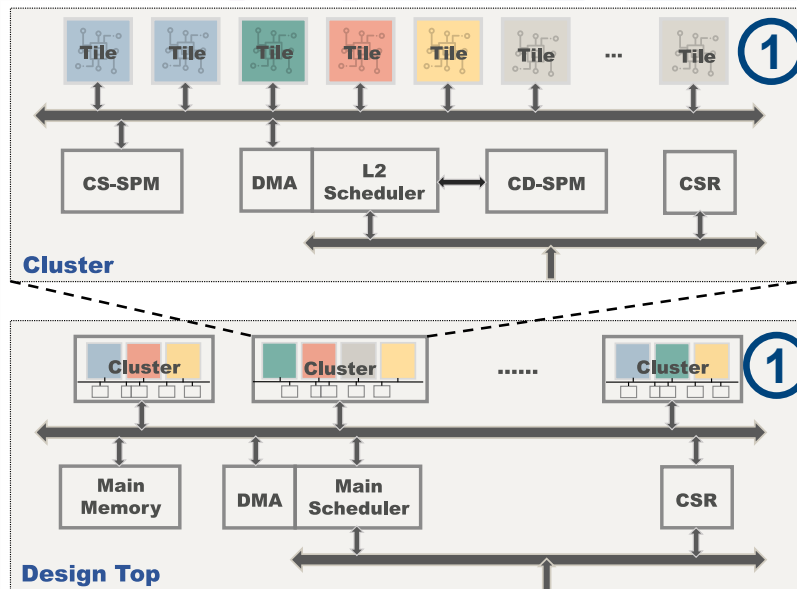 Tile Tile Tile Tile Tile Tile ... Tile 1
CS-SPM DMA L2 Scheduler CD-SPM CSR
Cluster
Cluster Cluster ...... Cluster 1
Main Memory DMA Main Scheduler CSR
Design Top